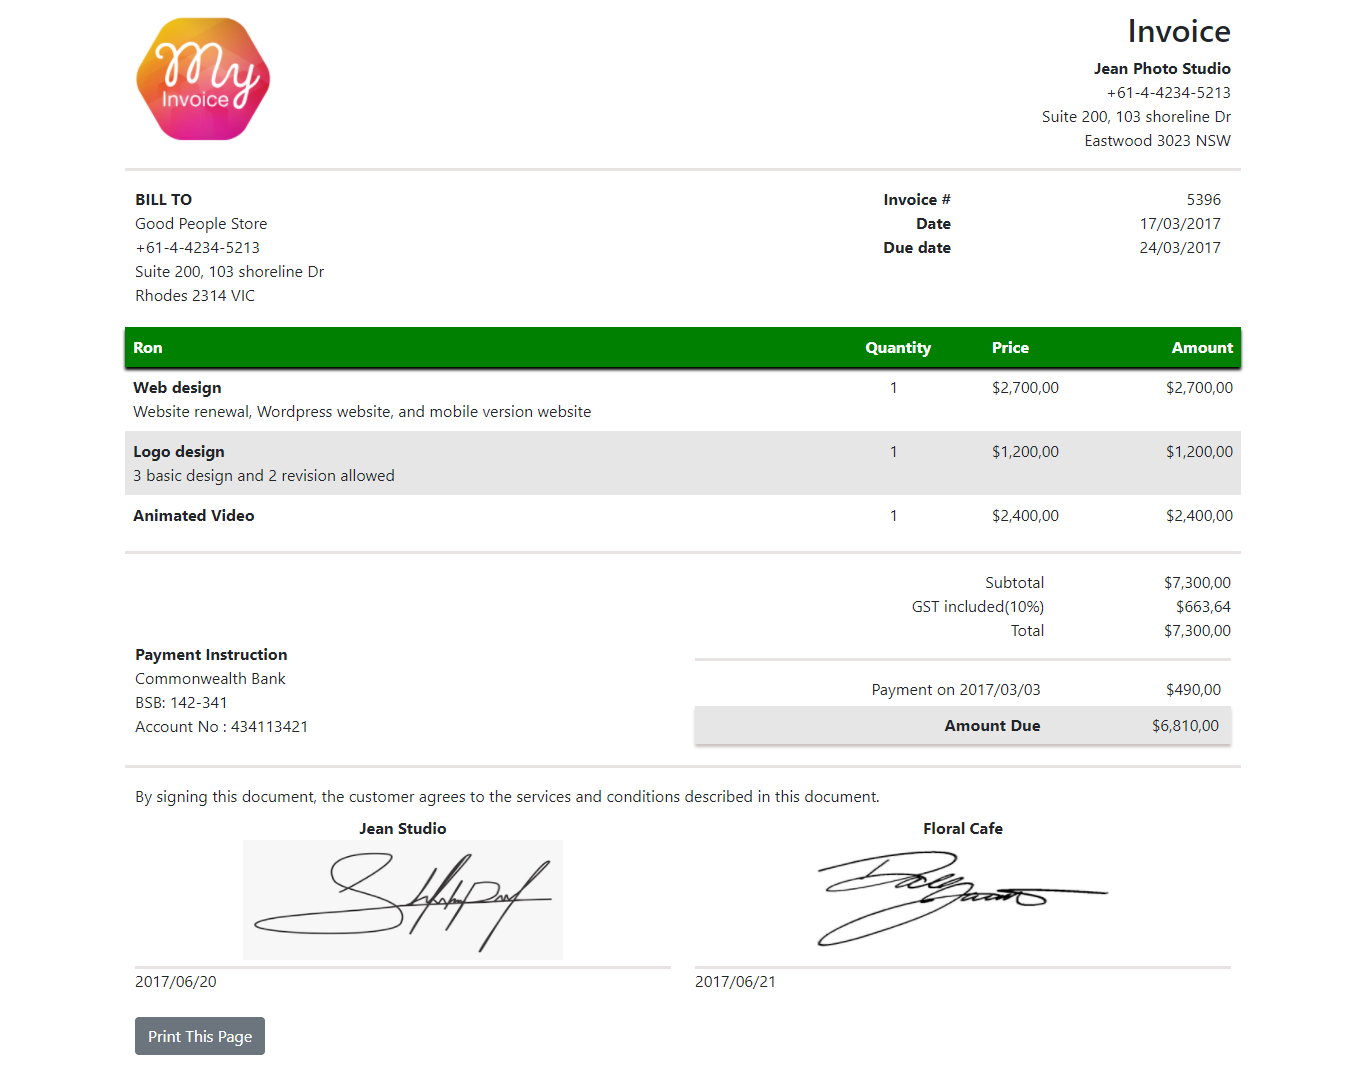 My
Invoice
Invoice
Jean Photo Studio
+61-4-4234-5213
Suite 200, 103 shoreline Dr
Eastwood 3023 NSW
BILL TO
Good People Store
+61-4-4234-5213
Suite 200, 103 shoreline Dr
Rhodes 2314 VIC
Invoice # 5396
Date 17/03/2017
Due date 24/03/2017
Ron Quantity Price Amount
Web design 1 $2,700,00 $2,700,00
Website renewal, Wordpress website, and mobile version website
Logo design 1 $1,200,00 $1,200,00
3 basic design and 2 revision allowed
Animated Video 1 $2,400,00 $2,400,00
Subtotal $7,300,00
GST included(10%) $663,64
Total $7,300,00
Payment Instruction
Commonwealth Bank
BSB: 142-341
Account No : 434113421
Payment on 2017/03/03 $490,00
Amount Due $6,810,00
By signing this document, the customer agrees to the services and conditions described in this document.
Jean Studio
Floral Cafe
2017/06/20
2017/06/21
Print This Page